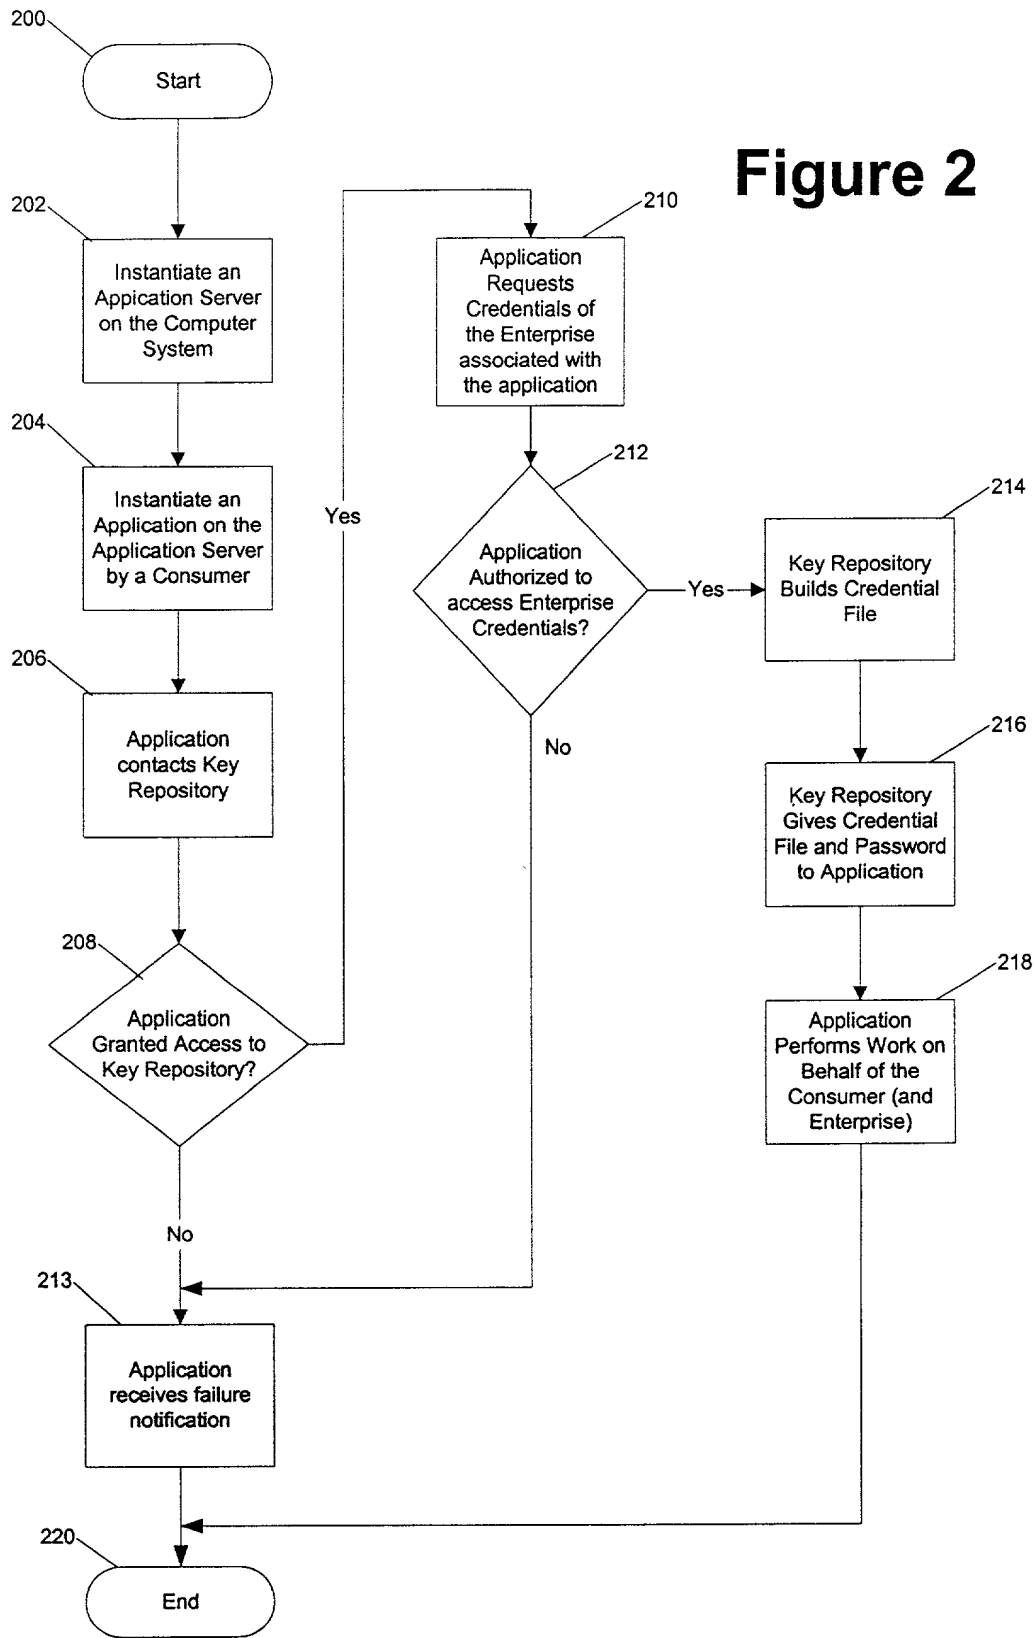 200
Start
Figure 2
202
Instantiate an
Appication Server
on the Computer
System
204
Instantiate an
Application on the
Application Server
by a Consumer
206
Application
contacts Key
Repository
208
Application
Granted Access to
Key Repository?
Yes
No
210
Application
Requests
Credentials of
the Enterprise
associated with
the application
212
Application
Authorized to
access Enterprise
Credentials?
Yes
No
213
Application
receives failure
notification
214
Key Repository
Builds Credential
File
216
Key Repository
Gives Credential
File and Password
to Application
218
Application
Performs Work on
Behalf of the
Consumer (and
Enterprise)
220
End